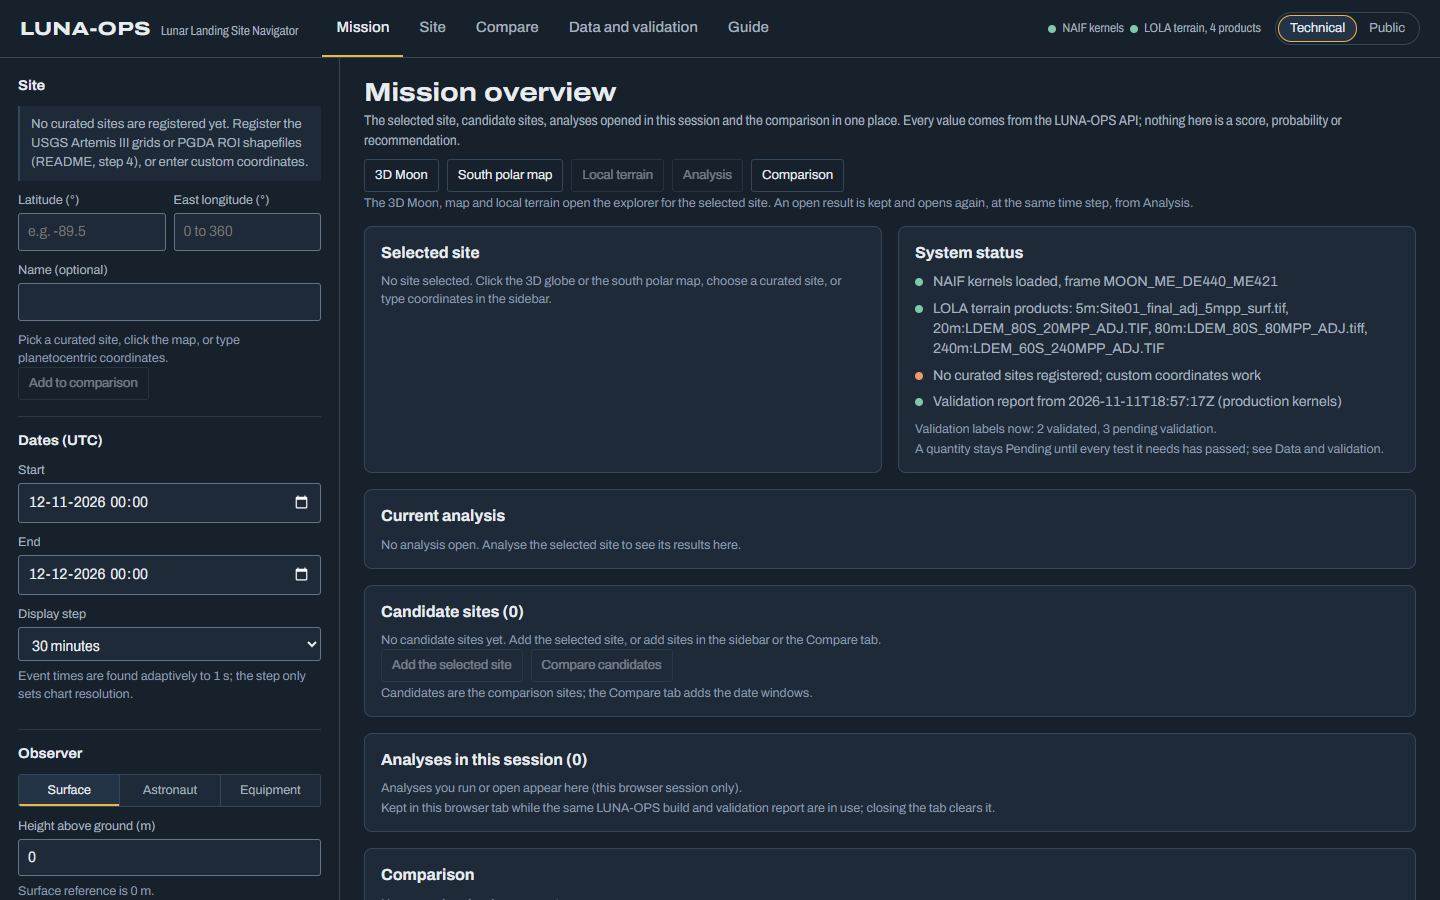 LUNA-OPS Lunar Landing Site Navigator
Mission
Site
Compare
Data and validation
Guide
NAIF kernels
LOLA terrain, 4 products
Technical
Public
Site
No curated sites are registered yet. Register the
USGS Artemis III grids or PGDA ROI shapefiles
(README, step 4), or enter custom coordinates.
Latitude (°)
East longitude (°)
e.g. -89.5
0 to 360
Name (optional)
Pick a curated site, click the map, or type
planetocentric coordinates.
Add to comparison
Dates (UTC)
Start
12-11-2026 00:00
End
12-12-2026 00:00
Display step
30 minutes
Event times are found adaptively to 1 s; the step only
sets chart resolution.
Observer
Surface
Astronaut
Equipment
Height above ground (m)
0
Surface reference is 0 m.
Mission overview
The selected site, candidate sites, analyses opened in this session and the comparison in one place. Every value comes from the LUNA-OPS API; nothing here is a score, probability or
recommendation.
3D Moon
South polar map
Local terrain
Analysis
Comparison
The 3D Moon, map and local terrain open the explorer for the selected site. An open result is kept and opens again, at the same time step, from Analysis.
Selected site
No site selected. Click the 3D globe or the south polar map, choose a curated site, or
type coordinates in the sidebar.
System status
NAIF kernels loaded, frame MOON_ME_DE440_ME421
LOLA terrain products: 5m:Site01_final_adj_5mpp_surf.tif,
20m:LDEM_80S_20MPP_ADJ.TIF, 80m:LDEM_80S_80MPP_ADJ.tiff,
240m:LDEM_60S_240MPP_ADJ.TIF
No curated sites registered; custom coordinates work
Validation report from 2026-11-11T18:57:17Z (production kernels)
Validation labels now: 2 validated, 3 pending validation.
A quantity stays Pending until every test it needs has passed; see Data and validation.
Current analysis
No analysis open. Analyse the selected site to see its results here.
Candidate sites (0)
No candidate sites yet. Add the selected site, or add sites in the sidebar or the Compare tab.
Add the selected site
Compare candidates
Candidates are the comparison sites; the Compare tab adds the date windows.
Analyses in this session (0)
Analyses you run or open appear here (this browser session only).
Kept in this browser tab while the same LUNA-OPS build and validation report are in use; closing the tab clears it.
Comparison